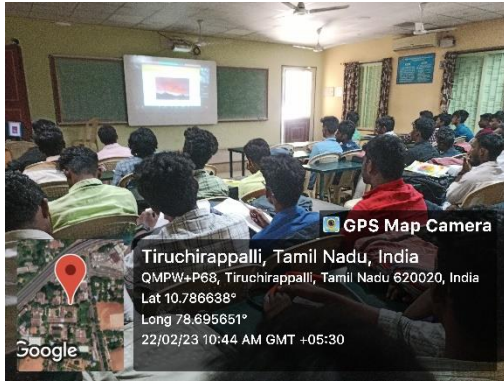 GPS Map Camera
Tiruchirappalli, Tamil Nadu, India
QMPW+P68, Tiruchirappalli, Tamil Nadu 620020, India
Lat 10.786638°
Long 78.695651°
22/02/23 10:44 AM GMT +05:30
Google